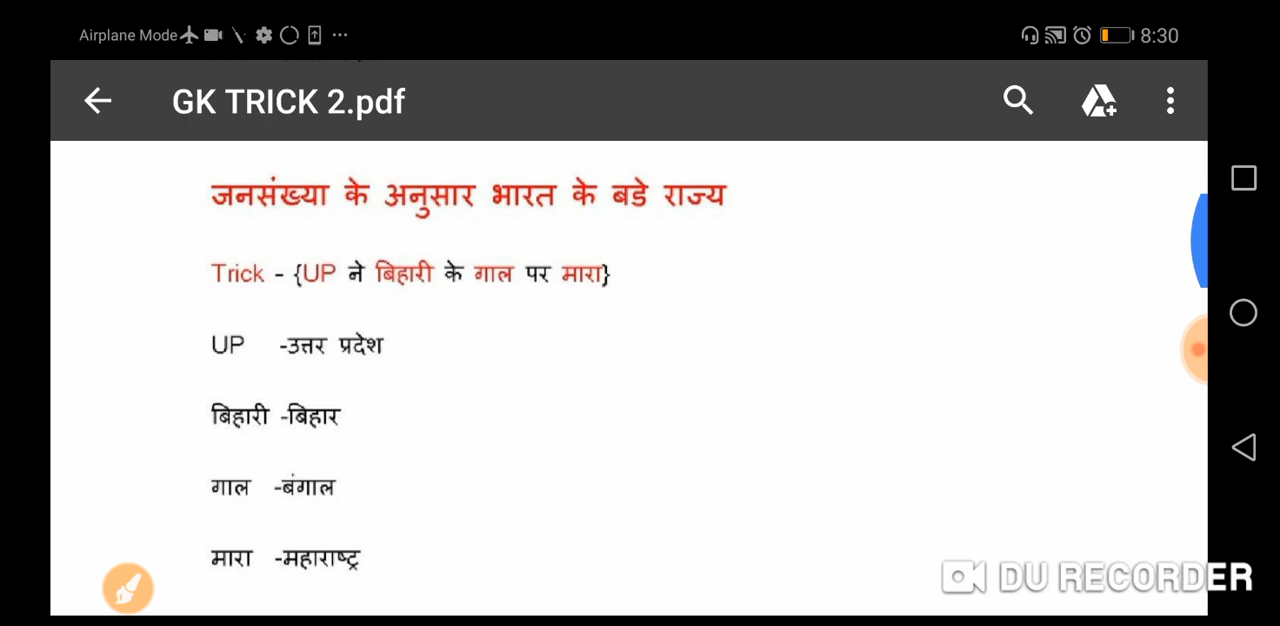 Airplane Mode ... 8:30
GK TRICK 2.pdf
जनसंख्या के अनुसार भारत के बडे राज्य
Trick - {UP ने बिहारी के गाल पर मारा}
UP -उत्तर प्रदेश
बिहारी -बिहार
गाल -बंगाल
मारा -महाराष्ट्र
DU RECORDER